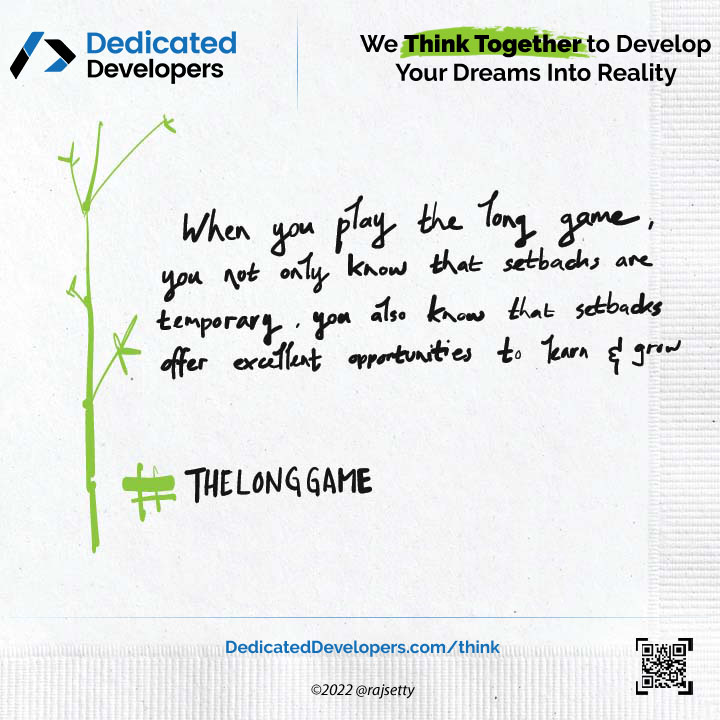 Dedicated
Developers
We Think Together to Develop
Your Dreams Into Reality
When you play the long game,
you not only know that setbacks are
temporary, you also know that setbacks
offer excellent opportunities to learn & grow
#THELONGGAME
DedicatedDevelopers.com/think
©2022 @rajsetty